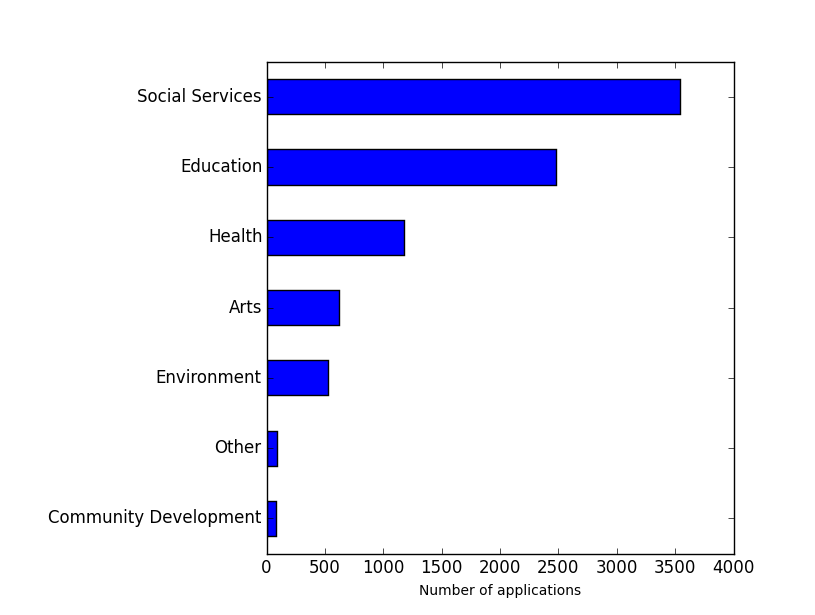 Social Services
Education
Health
Arts
Environment
Other
Community Development
0 500 1000 1500 2000 2500 3000 3500 4000
Number of applications